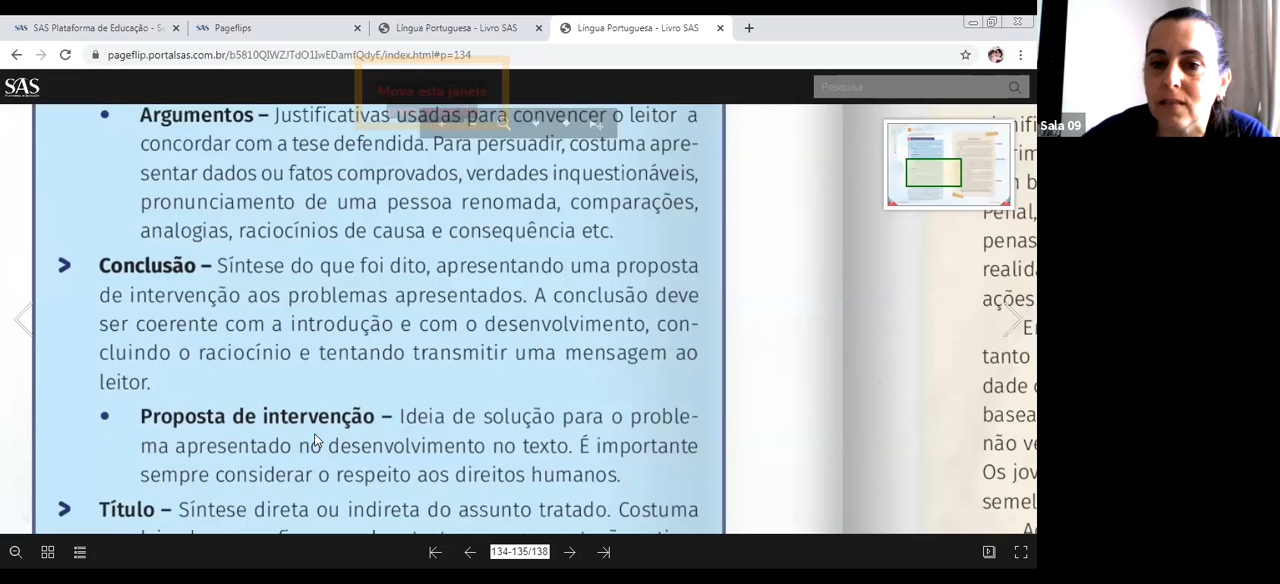 SAS Plataforma de Educação - S
Pageflips
Língua Portuguesa - Livro SAS
Língua Portuguesa - Livro SAS
pageflip.portalsas.com.br/b5810QIWZJTdO1lwEDamfQdyE/index.html#p=134
SAS
Mova esta janela
Pesquisa
Sala 09
Argumentos – Justificativas usadas para convencer o leitor a
concordar com a tese defendida. Para persuadir, costuma apre-
sentar dados ou fatos comprovados, verdades inquestionáveis,
pronunciamento de uma pessoa renomada, comparações,
analogias, raciocínios de causa e consequência etc.
Conclusão – Síntese do que foi dito, apresentando uma proposta
de intervenção aos problemas apresentados. A conclusão deve
ser coerente com a introdução e com o desenvolvimento, con-
cluindo o raciocínio e tentando transmitir uma mensagem ao
leitor.
Proposta de intervenção – Ideia de solução para o proble-
ma apresentado no desenvolvimento no texto. É importante
sempre considerar o respeito aos direitos humanos.
Título – Síntese direta ou indireta do assunto tratado. Costuma
Penal,
penas
realid
ações
E
tanto
dade
basea
não ve
Os jov
semel
134-135/138